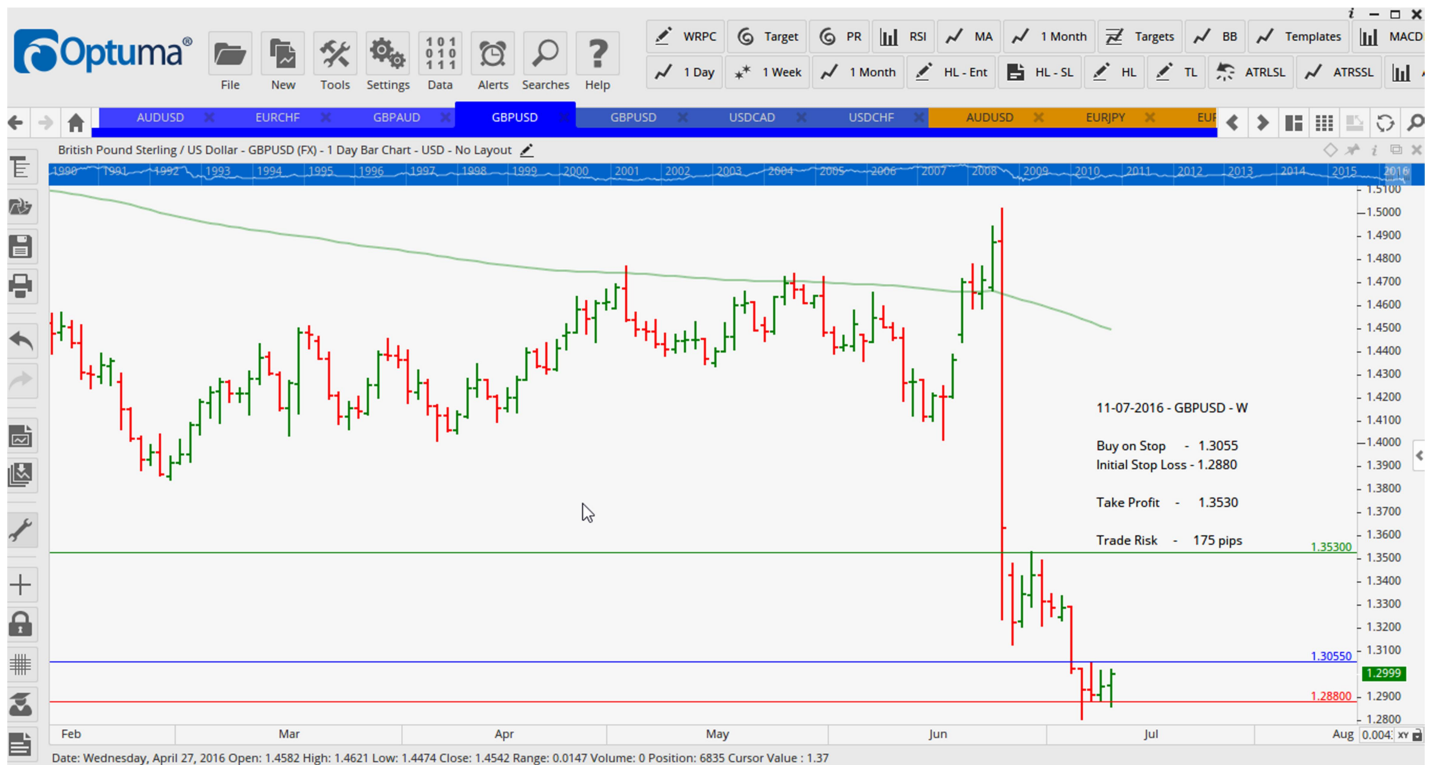 Optuma®
File New Tools Settings Data Alerts Searches Help
WRPC Target PR RSI MA 1 Month Targets BB Templates MACD
1 Day 1 Week 1 Month HL - Ent HL - SL HL TL ATRLSL ATRSSL
AUDUSD EURCHF GBPAUD GBPUSD GBPUSD USDCAD USDCHF AUDUSD EURJPY EUR
British Pound Sterling / US Dollar - GBPUSD (FX) - 1 Day Bar Chart - USD - No Layout
1990 1991 1992 1993 1994 1995 1996 1997 1998 1999 2000 2001 2002 2003 2004 2005 2006 2007 2008 2009 2010 2011 2012 2013 2014 2015 2016
1.5100
1.5000
1.4900
1.4800
1.4700
1.4600
1.4500
1.4400
1.4300
1.4200
1.4100
1.4000
1.3900
1.3800
1.3700
1.3600
1.3500
1.3400
1.3300
1.3200
1.3100
1.2999
1.2900
1.2800
11-07-2016 - GBPUSD - W
Buy on Stop - 1.3055
Initial Stop Loss - 1.2880
Take Profit - 1.3530
Trade Risk - 175 pips
1.35300
1.30550
1.28800
Feb Mar Apr May Jun Jul Aug 0.004 XY
Date: Wednesday, April 27, 2016 Open: 1.4582 High: 1.4621 Low: 1.4474 Close: 1.4542 Range: 0.0147 Volume: 0 Position: 6835 Cursor Value : 1.37